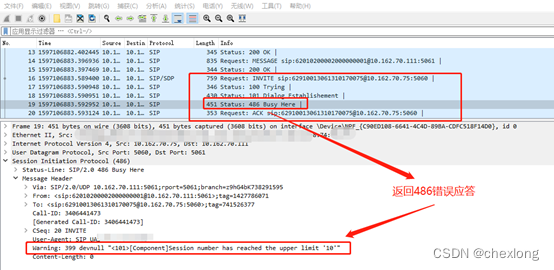 文件(F) 编辑(E) 视图(V) 跳转(G) 捕获(C) 分析(A) 统计(S) 电话(Y) 无线(W) 工具(T) 帮助(H)
应用显示过滤器 … <Ctrl-/>
No. Time Source Destination Protocol Length Info
13 1597106882.402445 10.1… 10.1… SIP 345 Status: 200 OK |
14 1597106883.396936 10.1… 10.1… SIP 835 Request: MESSAGE sip:62010002000000000001@10.162.70.7…
15 1597106883.397469 10.1… 10.1… SIP 344 Status: 200 OK |
16 1597106883.589400 10.1… 10.1… SIP/SDP 759 Request: INVITE sip:62910013061310170075@10.162.70.75:5060 |
17 1597106883.590948 10.1… 10.1… SIP 346 Status: 100 Trying |
18 1597106883.590951 10.1… 10.1… SIP 430 Status: 101 Dialog Establishement |
19 1597106883.592952 10.1… 10.1… SIP 451 Status: 486 Busy Here |
20 1597106883.593124 10.1… 10.1… SIP 353 Request: ACK sip:62910013061310170075@10.162.70.75:5060 |
Frame 19: 451 bytes on wire (3608 bits), 451 bytes captured (3608 bits) on interface \Device\NPF_{C90ED108-6641-4C4D-898A-CDFC518F14D0}, id 0
Ethernet II, Src:
Internet Protocol Version 4, Src: 10.162.70.75, Dst: 10.162.70.111
User Datagram Protocol, Src Port: 5060, Dst Port: 5061
Session Initiation Protocol (486)
Status-Line: SIP/2.0 486 Busy Here
Message Header
Via: SIP/2.0/UDP 10.162.70.111:5061;rport=5061;branch=z9hG4bK738291595
From: <sip:62010002000000000001@10.162.70.111:5061>;tag=1427786071
To: <sip:62910013061310170075@10.162.70.75:5060>;tag=741526377
Call-ID: 3406441473
[Generated Call-ID: 3406441473]
CSeq: 20 INVITE
User-Agent: SIP UA
Warning: 399 devnull "<101>[Component]Session number has reached the upper limit '10'"
Content-Length: 0
返回486错误应答
CSDN @chexlong